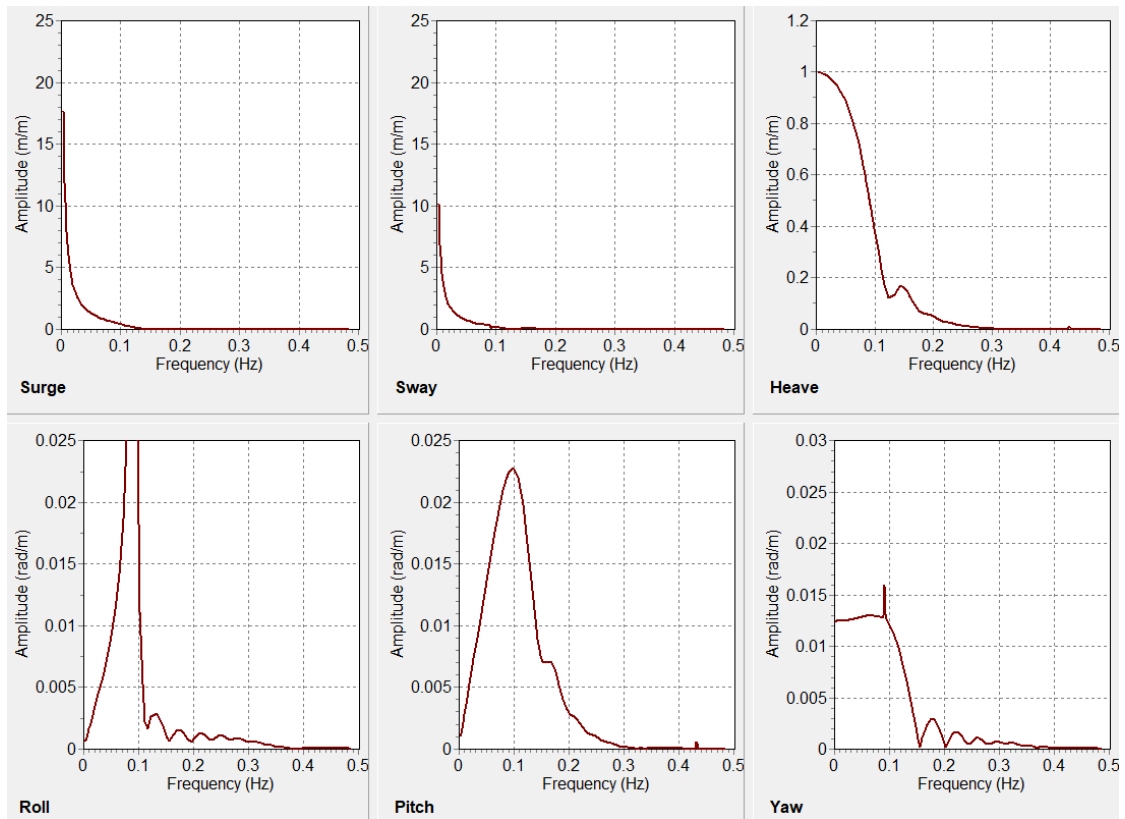 25
20
15
10
5
0
Amplitude (m/m)
0 0.1 0.2 0.3 0.4 0.5
Frequency (Hz)
Surge
25
20
15
10
5
0
Amplitude (m/m)
0 0.1 0.2 0.3 0.4 0.5
Frequency (Hz)
Sway
1.2
1
0.8
0.6
0.4
0.2
0
Amplitude (m/m)
0 0.1 0.2 0.3 0.4 0.5
Frequency (Hz)
Heave
0.025
0.02
0.015
0.01
0.005
0
Amplitude (rad/m)
0 0.1 0.2 0.3 0.4 0.5
Frequency (Hz)
Roll
0.025
0.02
0.015
0.01
0.005
0
Amplitude (rad/m)
0 0.1 0.2 0.3 0.4 0.5
Frequency (Hz)
Pitch
0.03
0.025
0.02
0.015
0.01
0.005
0
Amplitude (rad/m)
0 0.1 0.2 0.3 0.4 0.5
Frequency (Hz)
Yaw